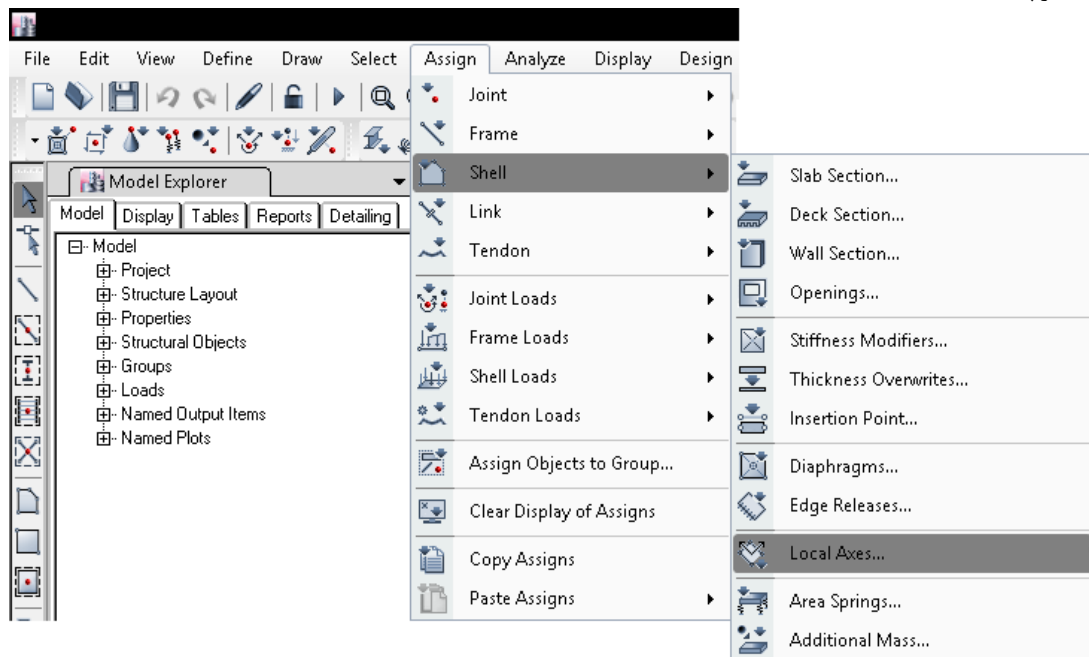 File Edit View Define Draw Select Assign Analyze Display Design
Joint
Frame
Shell
Link
Tendon
Joint Loads
Frame Loads
Shell Loads
Tendon Loads
Assign Objects to Group...
Clear Display of Assigns
Copy Assigns
Paste Assigns
Slab Section...
Deck Section...
Wall Section...
Openings...
Stiffness Modifiers...
Thickness Overwrites...
Insertion Point...
Diaphragms...
Edge Releases...
Local Axes...
Area Springs...
Additional Mass...
Model Explorer
Model Display Tables Reports Detailing
Model
Project
Structure Layout
Properties
Structural Objects
Groups
Loads
Named Output Items
Named Plots